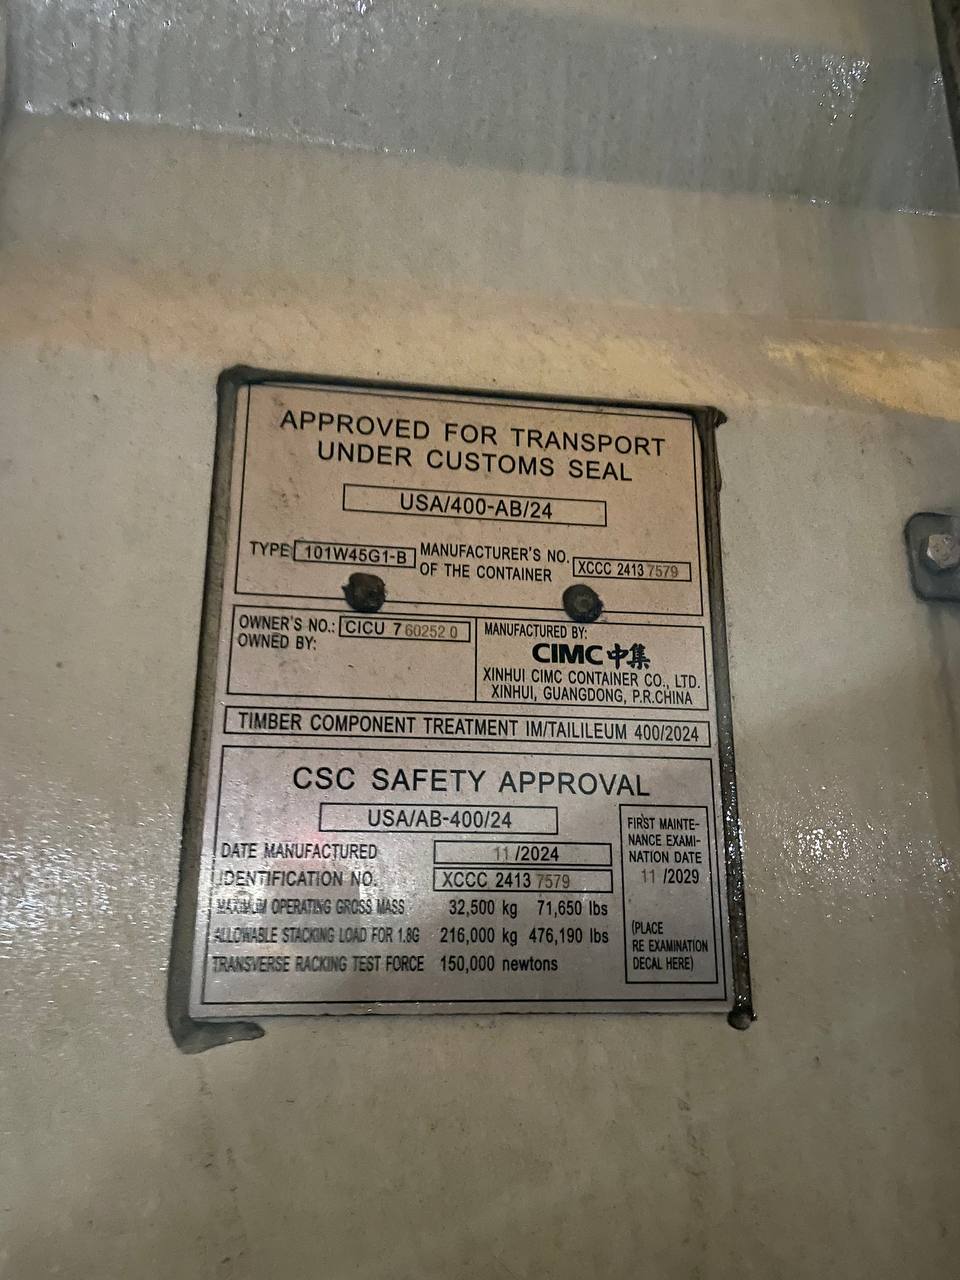 APPROVED FOR TRANSPORT
UNDER CUSTOMS SEAL
USA/400-AB/24
TYPE 101W45G1-B MANUFACTURER'S NO. OF THE CONTAINER XCCC 2413 7579
OWNER'S NO.: CICU 7 60252 0
OWNED BY:
MANUFACTURED BY:
CIMC 中集
XINHUI CIMC CONTAINER CO., LTD.
XINHUI, GUANGDONG, P.R.CHINA
TIMBER COMPONENT TREATMENT IM/TAILILEUM 400/2024
CSC SAFETY APPROVAL
USA/AB-400/24
DATE MANUFACTURED 11 /2024
IDENTIFICATION NO. XCCC 2413 7579
MAXIMUM OPERATING GROSS MASS 32,500 kg 71,650 lbs
ALLOWABLE STACKING LOAD FOR 1.8G 216,000 kg 476,190 lbs
TRANSVERSE RACKING TEST FORCE 150,000 newtons
FIRST MAINTE-
NANCE EXAMI-
NATION DATE
11 /2029
(PLACE
RE EXAMINATION
DECAL HERE)